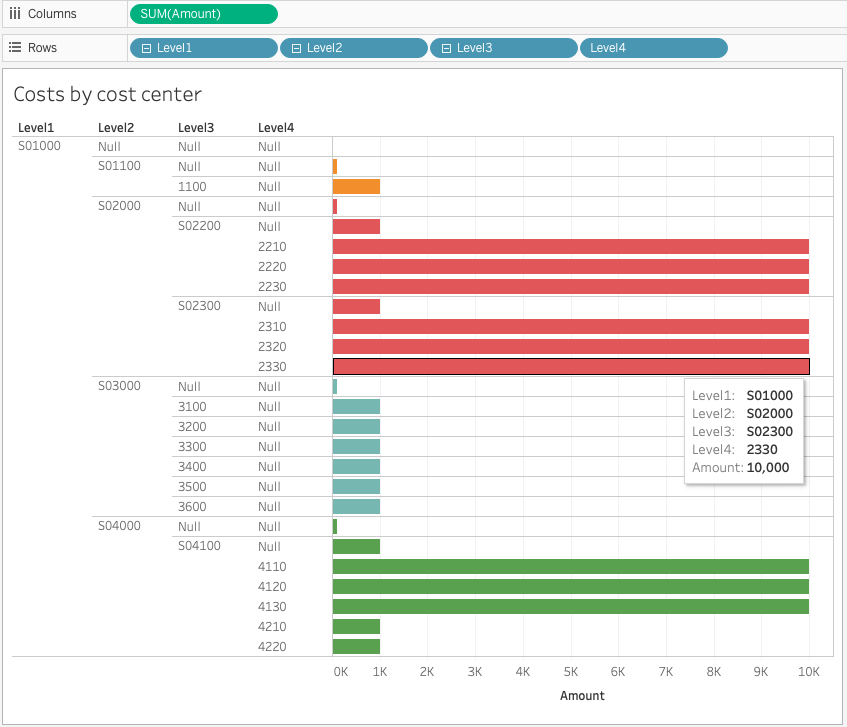 Columns SUM(Amount)
Rows Level1 Level2 Level3 Level4
Costs by cost center
Level1 Level2 Level3 Level4
S01000 Null Null Null
S01100 Null Null
1100 Null
S02000 Null Null
S02200 Null
2210
2220
2230
S02300 Null
2310
2320
2330
S03000 Null Null
3100 Null
3200 Null
3300 Null
3400 Null
3500 Null
3600 Null
S04000 Null Null
S04100 Null
4110
4120
4130
4210
4220
Level1: S01000
Level2: S02000
Level3: S02300
Level4: 2330
Amount: 10,000
0K 1K 2K 3K 4K 5K 6K 7K 8K 9K 10K
Amount